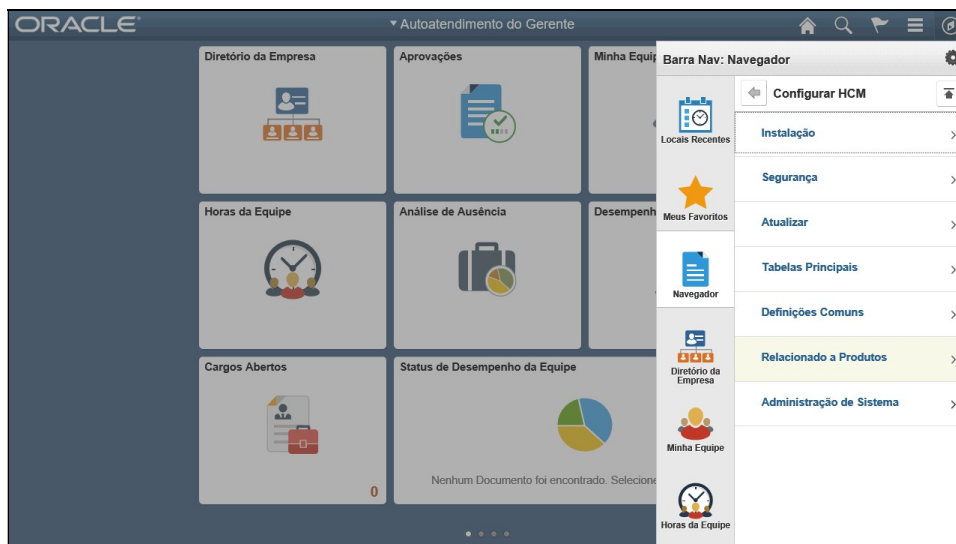 ORACLE
Autoatendimento do Gerente
Diretório da Empresa
Aprovações
Minha Equip
Horas da Equipe
Análise de Ausência
Desempenh
Cargos Abertos
0
Status de Desempenho da Equipe
Nenhum Documento foi encontrado. Selecione
Barra Nav: Navegador
Locais Recentes
Meus Favoritos
Navegador
Diretório da
Empresa
Minha Equipe
Horas da Equipe
Configurar HCM
Instalação
Segurança
Atualizar
Tabelas Principais
Definições Comuns
Relacionado a Produtos
Administração de Sistema